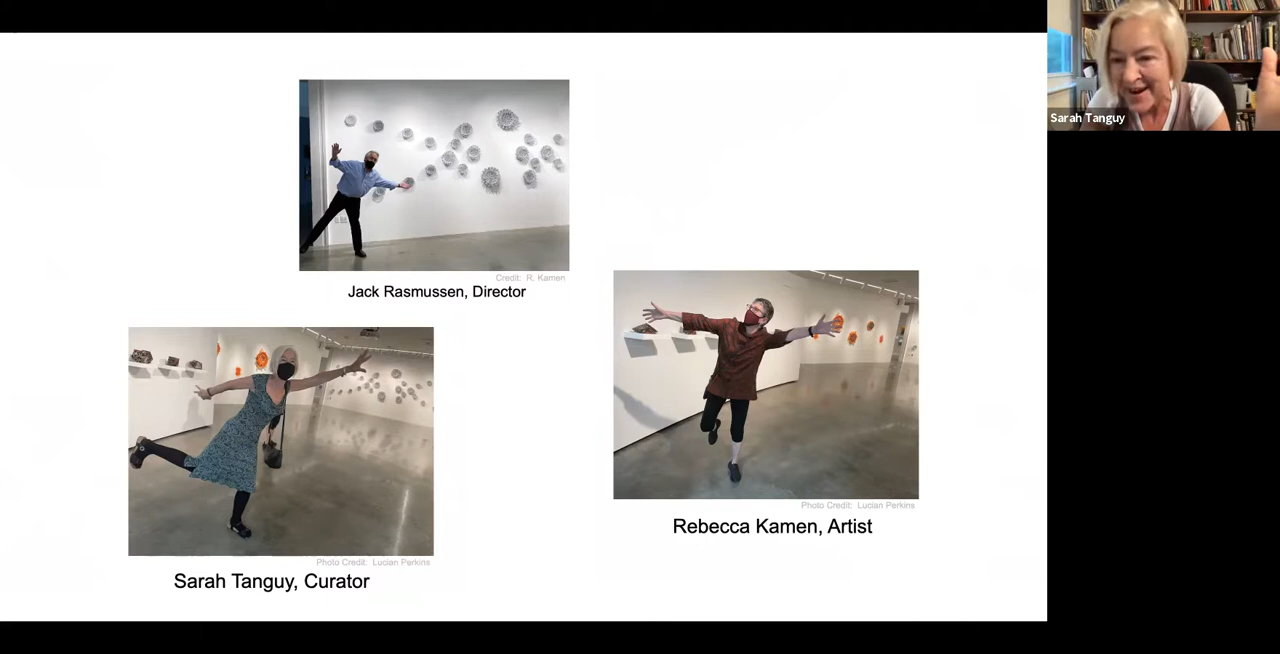 Sarah Tanguy
Credit: R. Kamen
Jack Rasmussen, Director
Photo Credit: Lucian Perkins
Rebecca Kamen, Artist
Photo Credit: Lucian Perkins
Sarah Tanguy, Curator